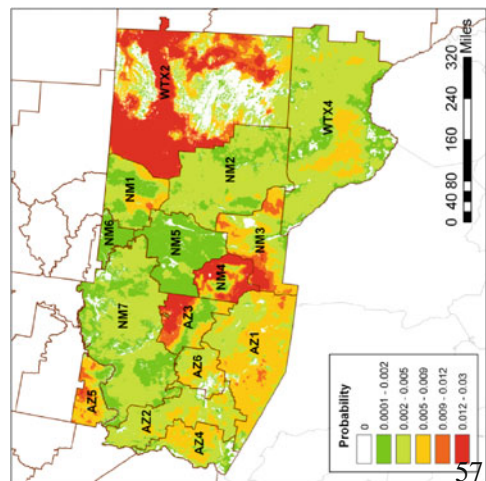 WTX2
WTX4
NM1
NM2
NM6
NM5
NM3
NM4
NM7
AZ3
AZ1
AZ6
AZ5
AZ2
AZ4
0 40 80 160 240 320
Miles
Probability
0
0.0001 - 0.002
0.002 - 0.005
0.005 - 0.009
0.009 - 0.012
0.012 - 0.03
57